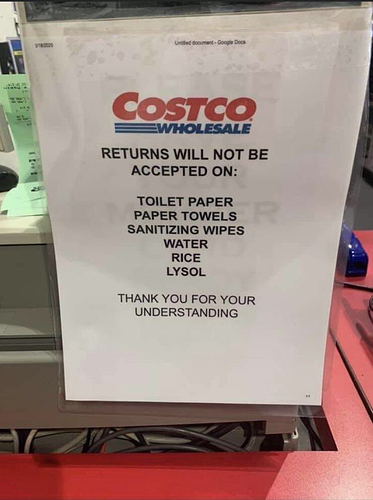 Untitled document - Google Docs
COSTCO
WHOLESALE
RETURNS WILL NOT BE
ACCEPTED ON:
TOILET PAPER
PAPER TOWELS
SANITIZING WIPES
WATER
RICE
LYSOL
THANK YOU FOR YOUR
UNDERSTANDING